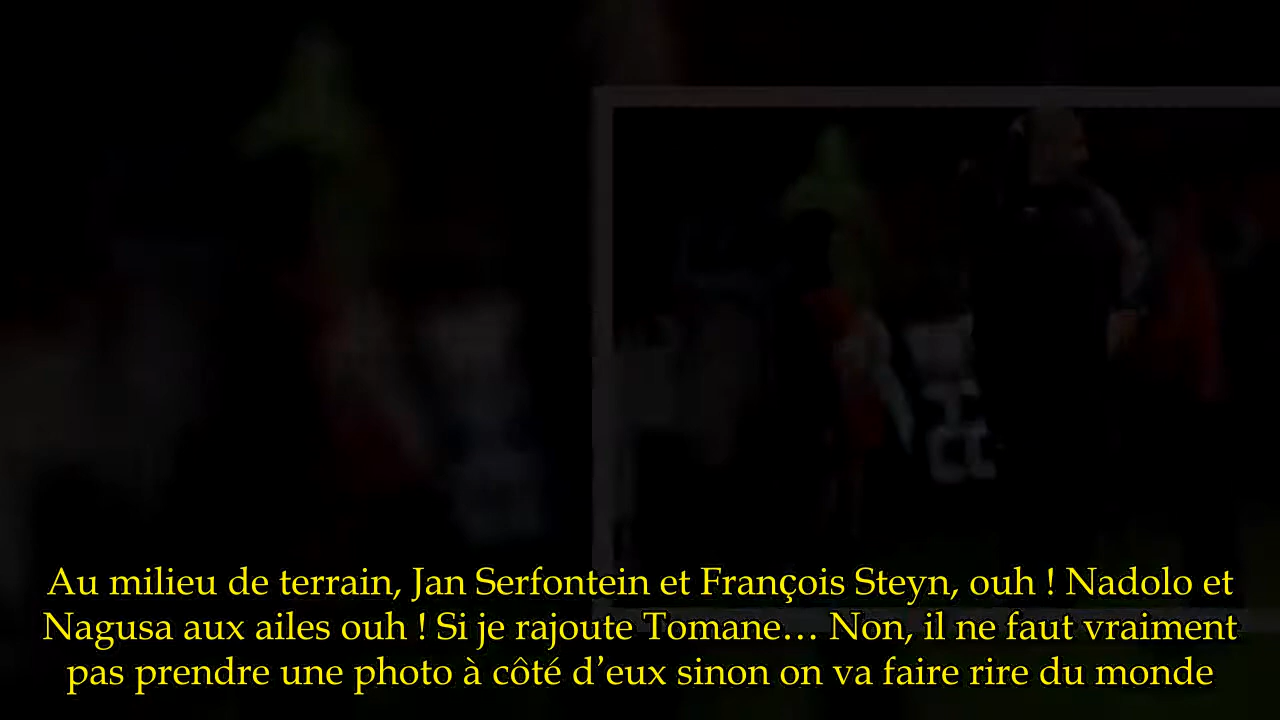 Au milieu de terrain, Jan Serfontein et François Steyn, ouh ! Nadolo et
Nagusa aux ailes ouh ! Si je rajoute Tomane… Non, il ne faut vraiment
pas prendre une photo à côté d’eux sinon on va faire rire du monde